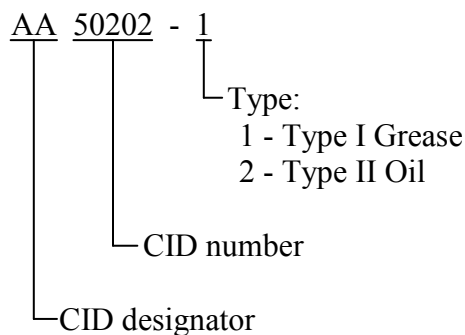 AA 50202 - 1
Type:
1 - Type I Grease
2 - Type II Oil
CID number
CID designator